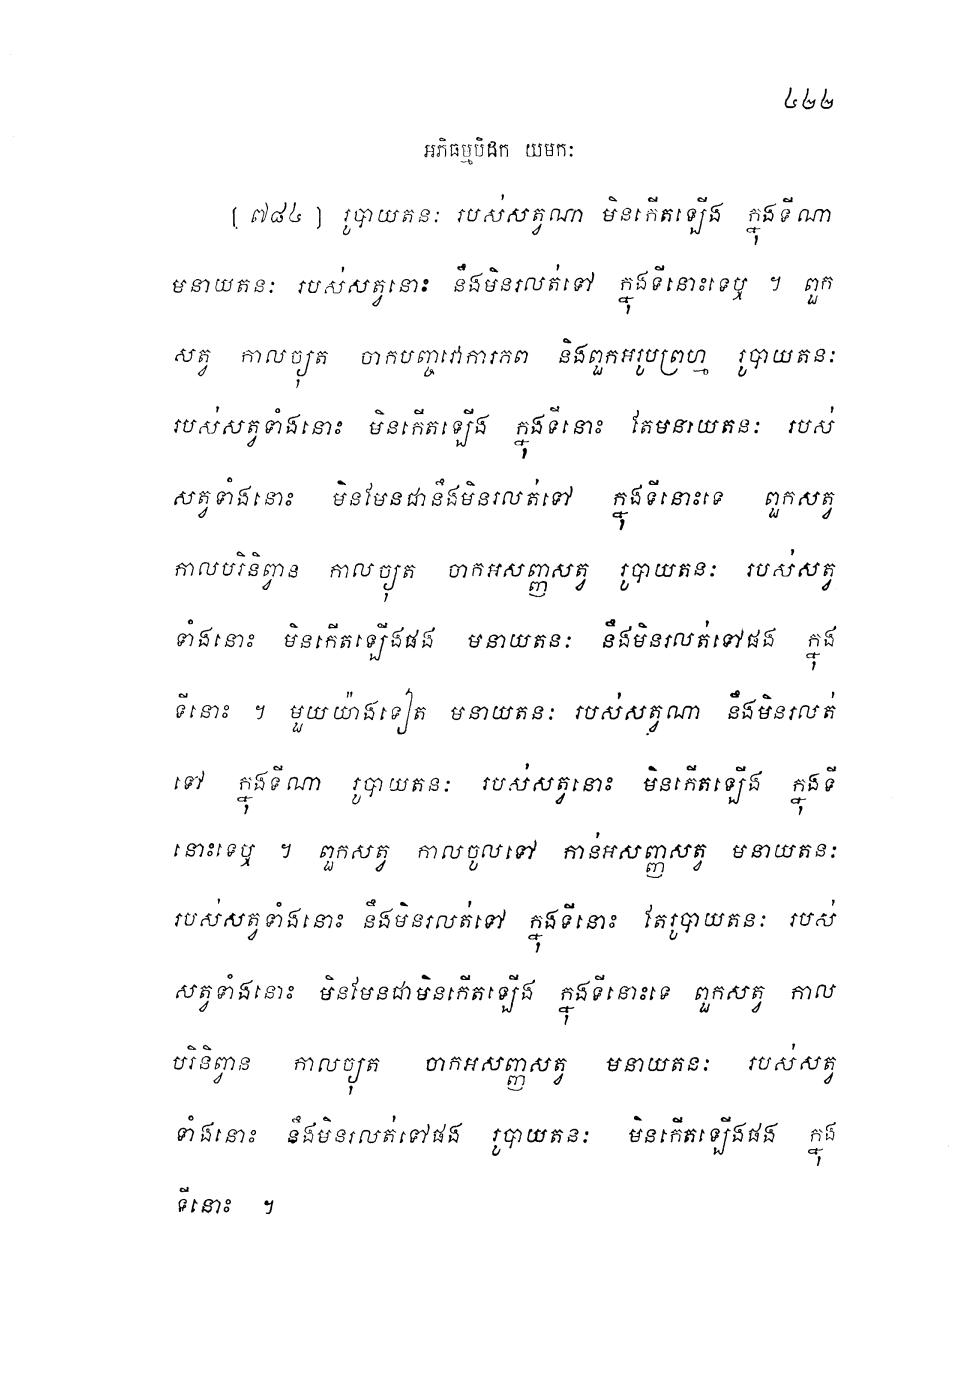 ៤២២
អភិធម្មបិដក យមកៈ
[ ៧៨៤ ] រូបាយតនៈ របស់សត្វណា មិនកើតឡើង ក្នុងទីណា
មនាយតនៈ របស់សត្វនោះ នឹងមិនរលត់ទៅ ក្នុងទីនោះទេឬ ។ ពួក
សត្វ កាលច្យុត ចាកបញ្ចវោការភព និងពួកអរូបព្រហ្ម រូបាយតនៈ
របស់សត្វទាំងនោះ មិនកើតឡើង ក្នុងទីនោះ តែមនាយតនៈ របស់
សត្វទាំងនោះ មិនមែនជានឹងមិនរលត់ទៅ ក្នុងទីនោះទេ ពួកសត្វ
កាលបរិនិព្វាន កាលច្យុត ចាកអសញ្ញសត្វ រូបាយតនៈ របស់សត្វ
ទាំងនោះ មិនកើតឡើងផង មនាយតនៈ នឹងមិនរលត់ទៅផង ក្នុង
ទីនោះ ។ មួយយ៉ាងទៀត មនាយតនៈ របស់សត្វណា នឹងមិនរលត់
ទៅ ក្នុងទីណា រូបាយតនៈ របស់សត្វនោះ មិនកើតឡើង ក្នុងទី
នោះទេឬ ។ ពួកសត្វ កាលចូលទៅ កាន់អសញ្ញសត្វ មនាយតនៈ
របស់សត្វទាំងនោះ នឹងមិនរលត់ទៅ ក្នុងទីនោះ តែរូបាយតនៈ របស់
សត្វទាំងនោះ មិនមែនជាមិនកើតឡើង ក្នុងទីនោះទេ ពួកសត្វ កាល
បរិនិព្វាន កាលច្យុត ចាកអសញ្ញសត្វ មនាយតនៈ របស់សត្វ
ទាំងនោះ នឹងមិនរលត់ទៅផង រូបាយតនៈ មិនកើតឡើងផង ក្នុង
ទីនោះ ។